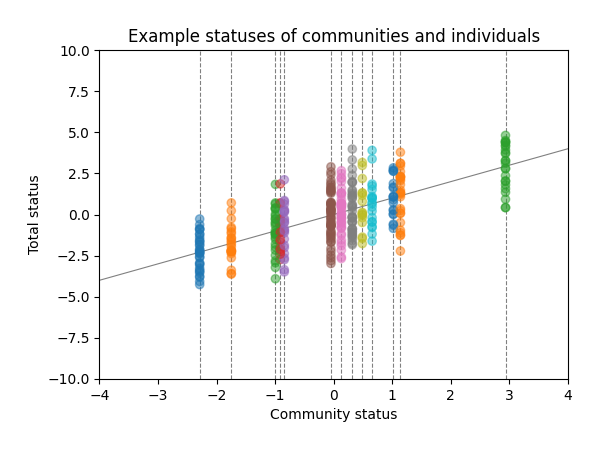 Example statuses of communities and individuals
10.0
7.5
5.0
2.5
0.0
−2.5
−5.0
−7.5
−10.0
Total status
−4 −3 −2 −1 0 1 2 3 4
Community status